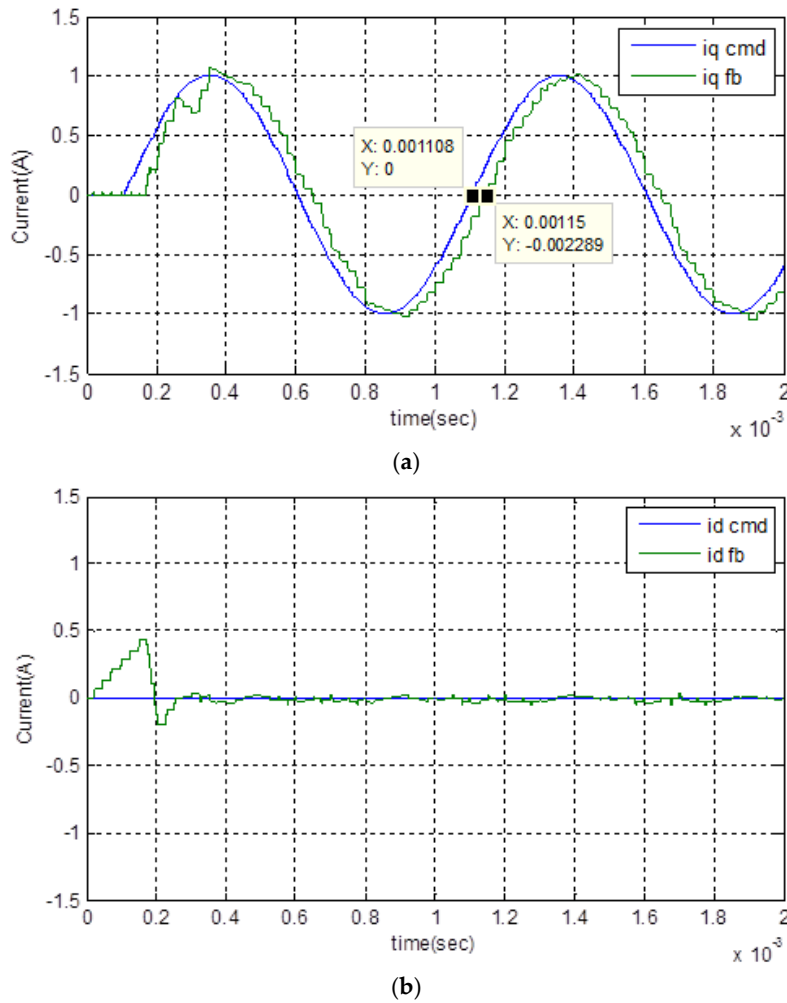 1.5
iq cmd
iq fb
1
0.5
X: 0.001108
Y: 0
0
X: 0.00115
Y: -0.002289
-0.5
-1
-1.5
Current(A)
0 0.2 0.4 0.6 0.8 1 1.2 1.4 1.6 1.8 2
time(sec)
x 10-3
(a)
1.5
id cmd
id fb
1
0.5
0
-0.5
-1
-1.5
Current(A)
0 0.2 0.4 0.6 0.8 1 1.2 1.4 1.6 1.8 2
time(sec)
x 10-3
(b)